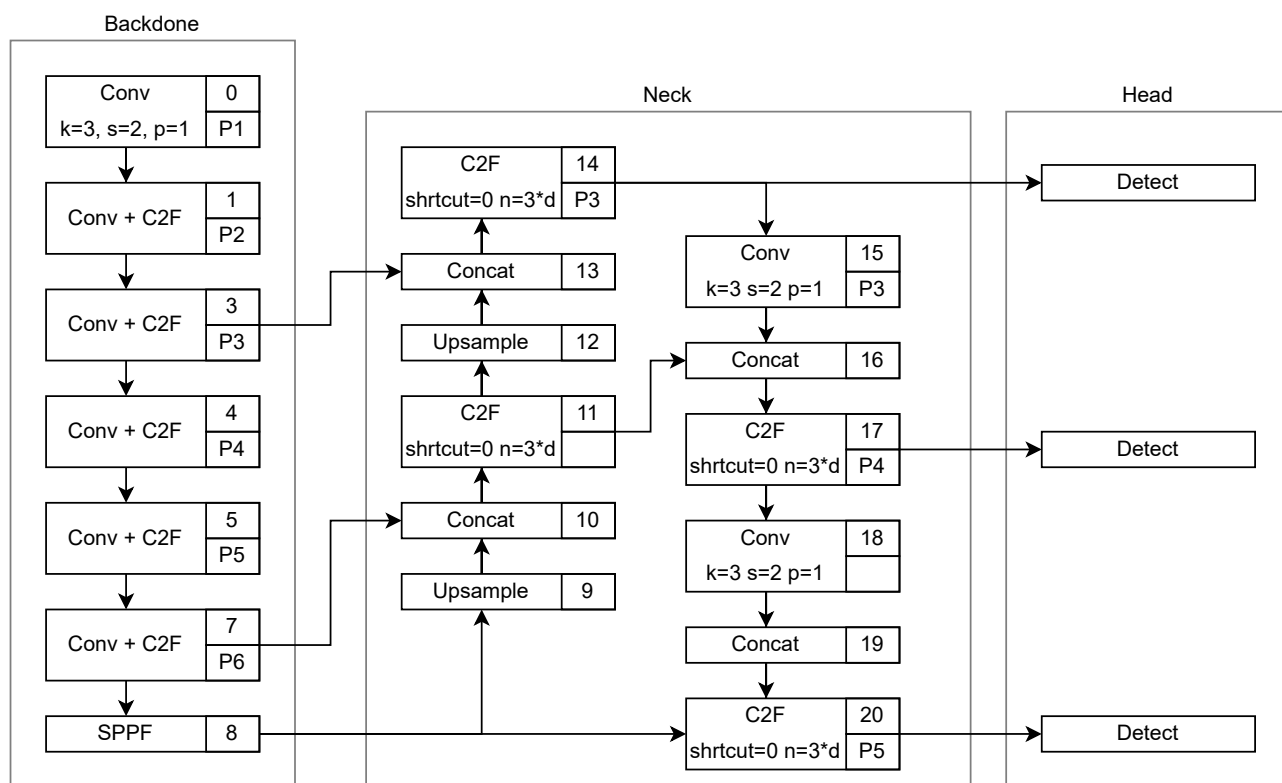 Backdone
Conv
k=3, s=2, p=1
0
P1
Conv + C2F
1
P2
Conv + C2F
3
P3
Conv + C2F
4
P4
Conv + C2F
5
P5
Conv + C2F
7
P6
SPPF
8
Neck
C2F
shrtcut=0 n=3*d
14
P3
Concat
13
Upsample
12
C2F
shrtcut=0 n=3*d
11
Concat
10
Upsample
9
Conv
k=3 s=2 p=1
15
P3
Concat
16
C2F
shrtcut=0 n=3*d
17
P4
Conv
k=3 s=2 p=1
18
Concat
19
C2F
shrtcut=0 n=3*d
20
P5
Head
Detect
Detect
Detect